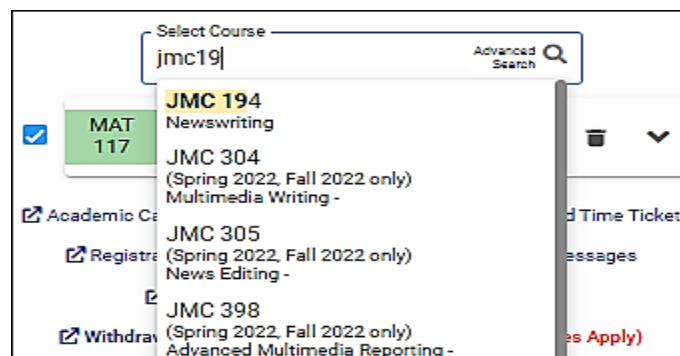 Select Course
jmc19
Advanced
Search
JMC 194
Newswriting
MAT
117
JMC 304
(Spring 2022, Fall 2022 only)
Multimedia Writing -
Academic Ca
d Time Ticket
JMC 305
(Spring 2022, Fall 2022 only)
News Editing -
Registra
essages
JMC 398
(Spring 2022, Fall 2022 only)
Advanced Multimedia Reporting -
Withdraw
es Apply)